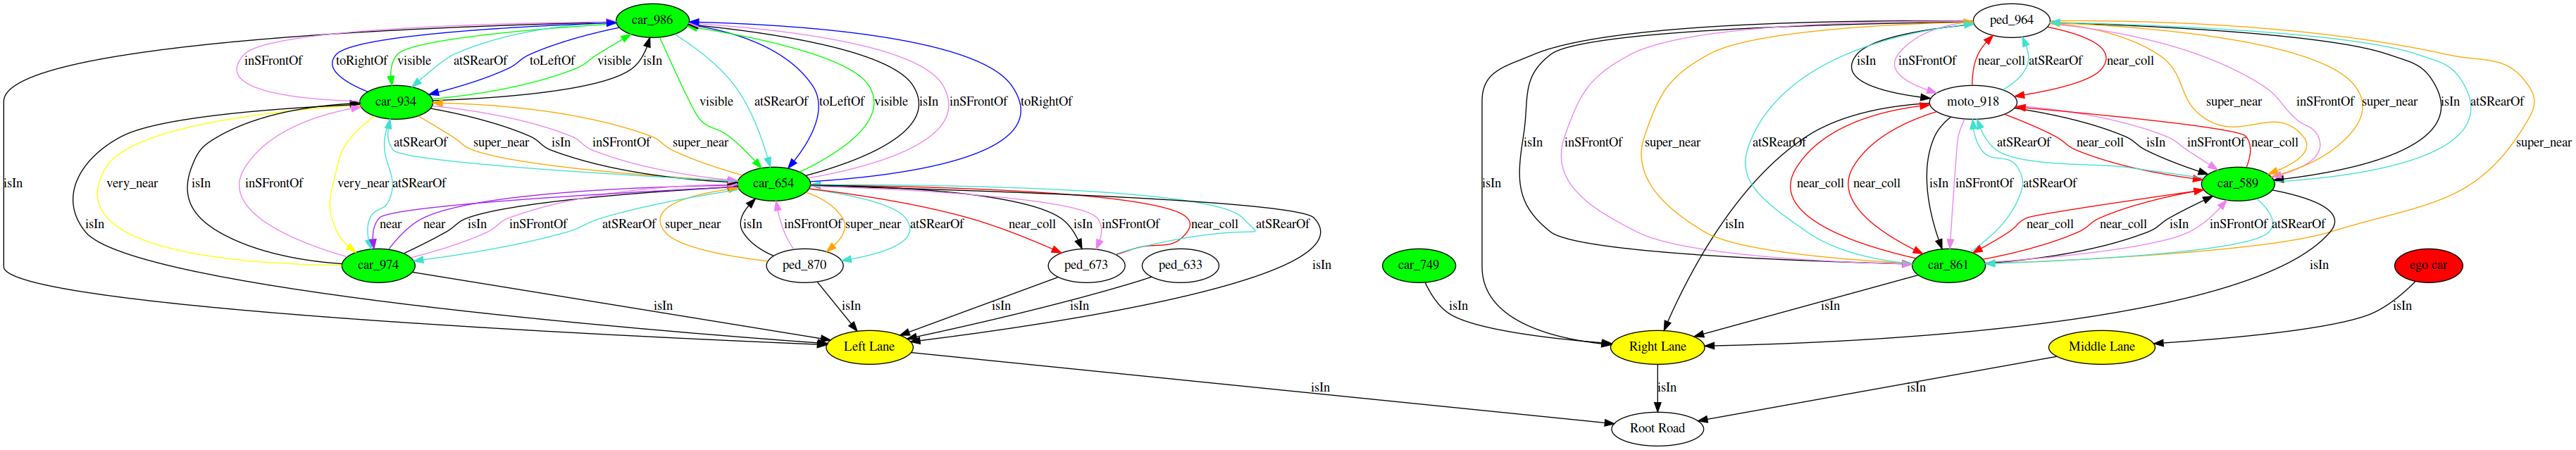 car_986
ped_964
inSFrontOf
toRightOf
visible
atSRearOf
toLeftOf
visible
isIn
isIn
inSFrontOf
near_coll
atSRearOf
near_coll
car_934
visible
atSRearOf
toLeftOf
visible
isIn
inSFrontOf
toRightOf
moto_918
super_near
inSFrontOf
super_near
isIn
atSRearOf
atSRearOf
super_near
isIn
inSFrontOf
super_near
isIn
inSFrontOf
super_near
atSRearOf
atSRearOf
near_coll
isIn
inSFrontOf
near_coll
super_near
isIn
very_near
isIn
inSFrontOf
very_near
atSRearOf
car_654
near_coll
near_coll
isIn
inSFrontOf
atSRearOf
car_589
isIn
isIn
near
near
isIn
inSFrontOf
atSRearOf
super_near
isIn
inSFrontOf
super_near
atSRearOf
near_coll
isIn
inSFrontOf
near_coll
atSRearOf
isIn
near_coll
near_coll
isIn
inSFrontOf
atSRearOf
car_974
ped_870
ped_673
ped_633
isIn
car_749
car_861
isIn
ego car
isIn
isIn
isIn
isIn
isIn
isIn
isIn
Left Lane
Right Lane
Middle Lane
isIn
isIn
isIn
Root Road